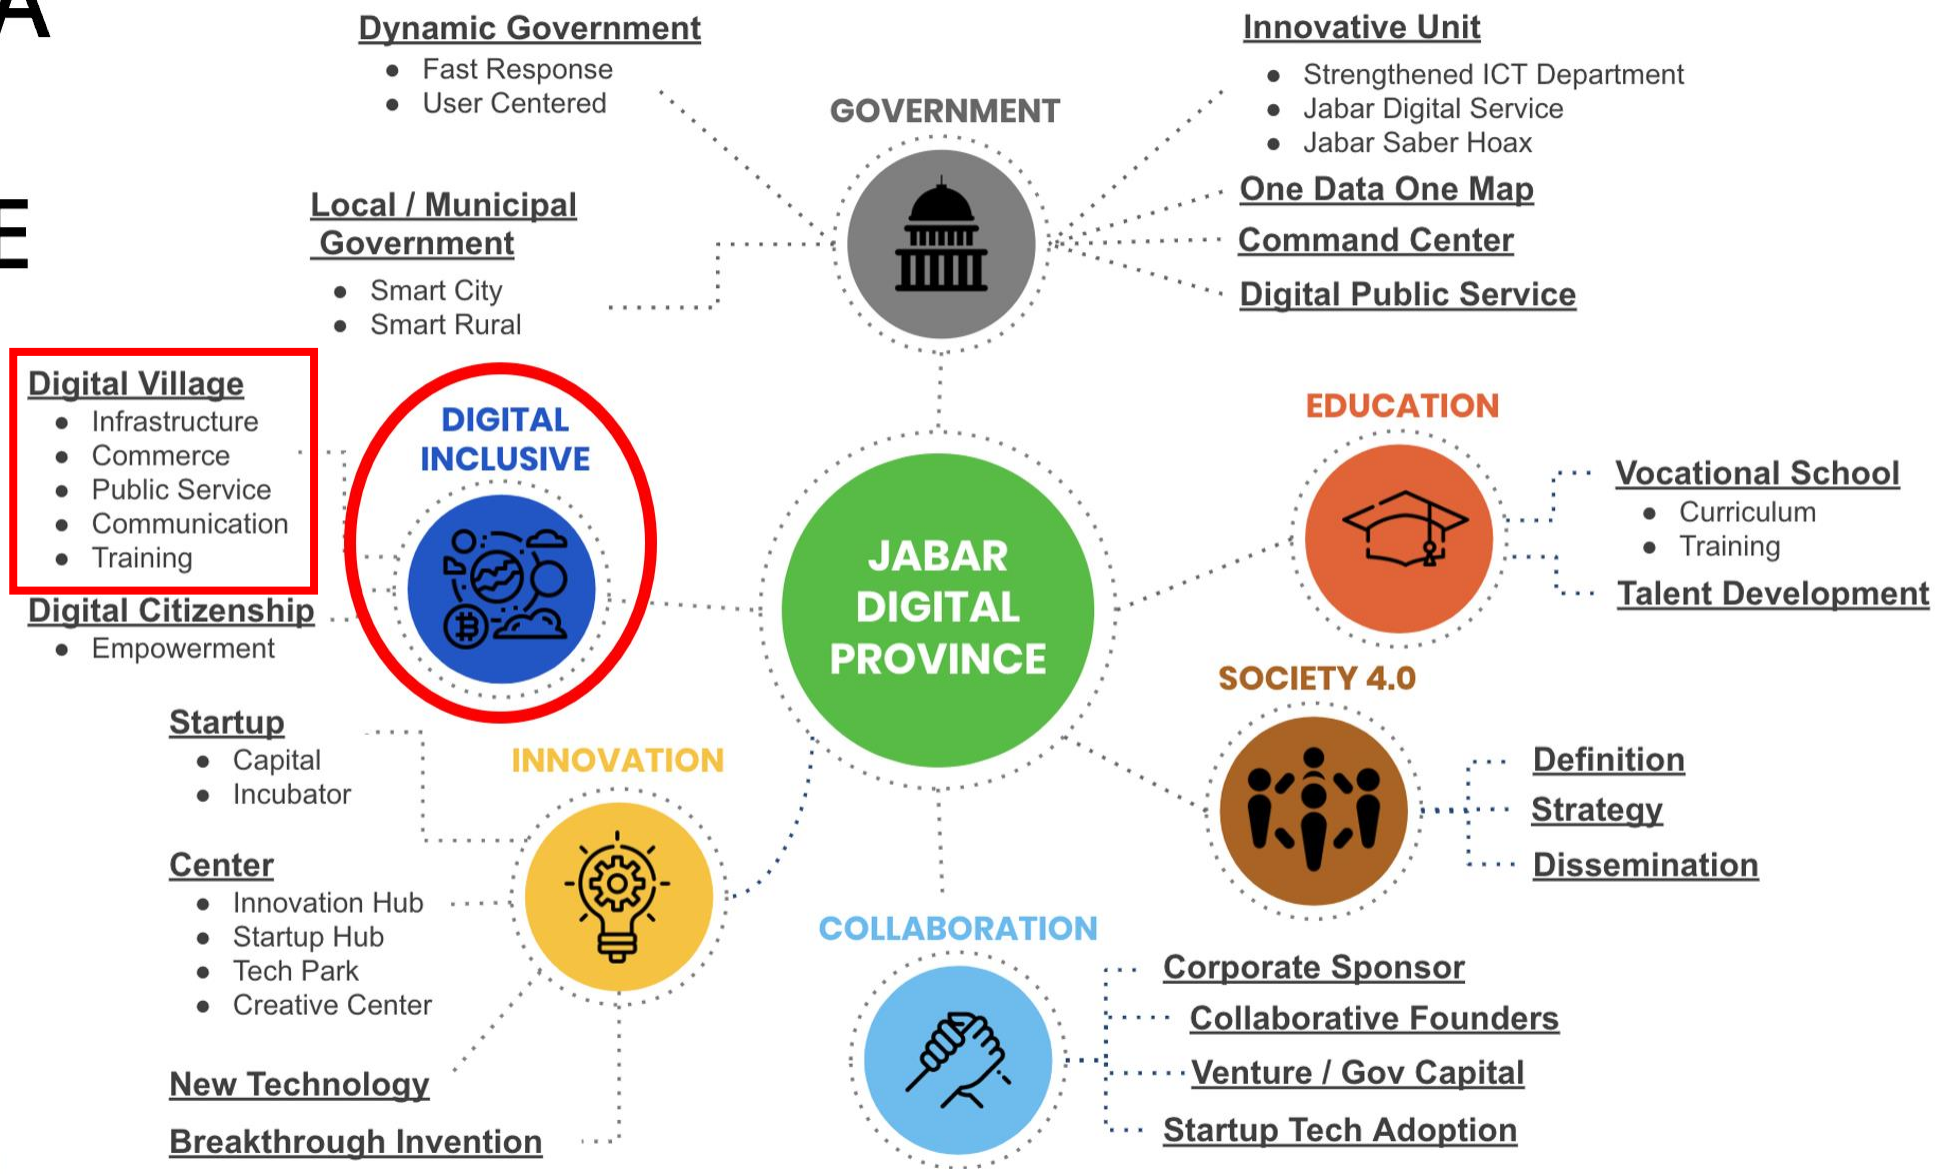 A
E
Dynamic Government
● Fast Response
● User Centered
Local / Municipal
Government
● Smart City
● Smart Rural
GOVERNMENT
Innovative Unit
● Strengthened ICT Department
● Jabar Digital Service
● Jabar Saber Hoax
One Data One Map
Command Center
Digital Public Service
Digital Village
● Infrastructure
● Commerce
● Public Service
● Communication
● Training
Digital Citizenship
● Empowerment
DIGITAL
INCLUSIVE
JABAR
DIGITAL
PROVINCE
EDUCATION
Vocational School
● Curriculum
● Training
Talent Development
SOCIETY 4.0
Definition
Strategy
Dissemination
Startup
● Capital
● Incubator
Center
● Innovation Hub
● Startup Hub
● Tech Park
● Creative Center
New Technology
Breakthrough Invention
INNOVATION
COLLABORATION
Corporate Sponsor
Collaborative Founders
Venture / Gov Capital
Startup Tech Adoption